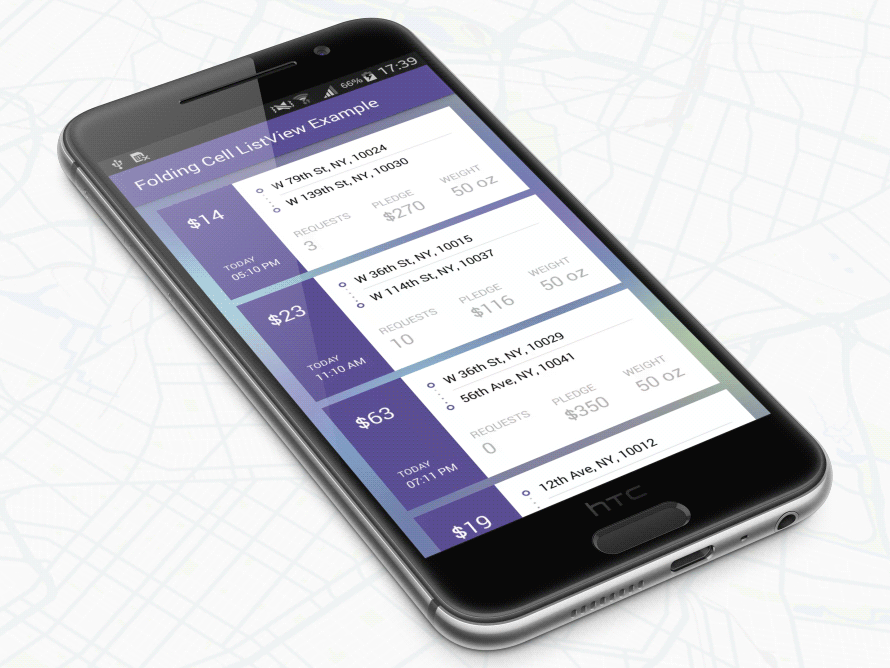 66% 17:39
Folding Cell ListView Example
$14
TODAY
05:10 PM
W 79th St, NY, 10024
W 139th St, NY, 10030
REQUESTS PLEDGE WEIGHT
3 $270 50 oz
$23
TODAY
11:10 AM
W 36th St, NY, 10015
W 114th St, NY, 10037
REQUESTS PLEDGE WEIGHT
10 $116 50 oz
$63
TODAY
07:11 PM
W 36th St, NY, 10029
56th Ave, NY, 10041
REQUESTS PLEDGE WEIGHT
0 $350 50 oz
$19
12th Ave, NY, 10012
hTC